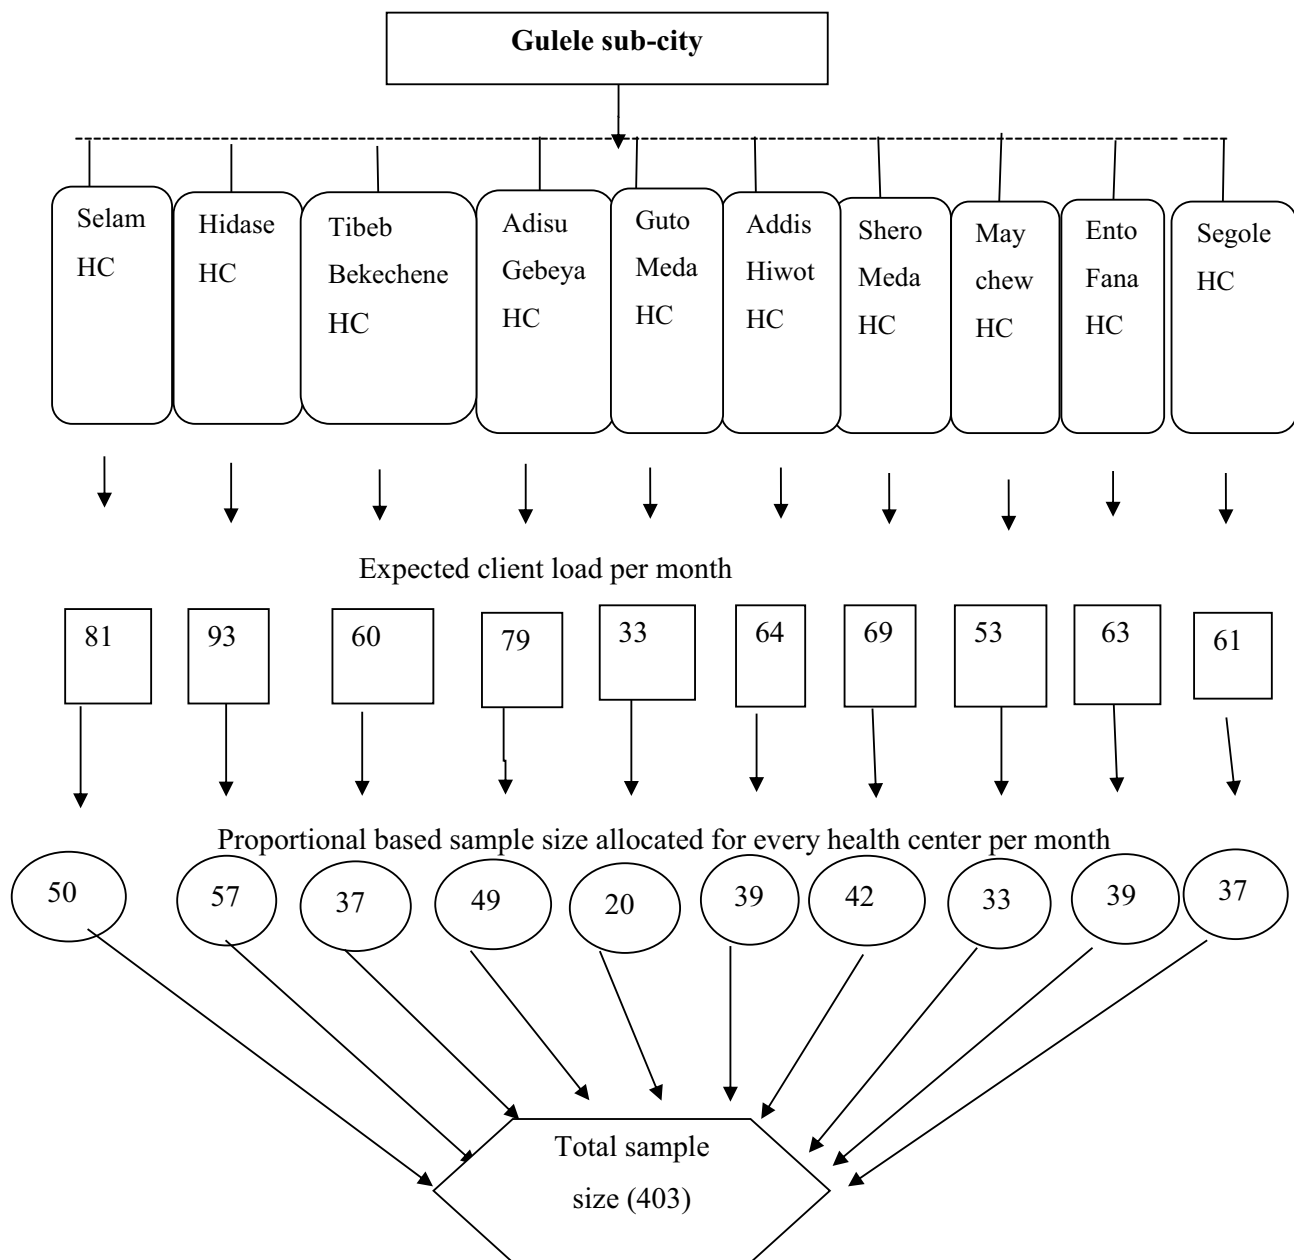 Gulele sub-city
Selam
HC
Hidase
HC
Tibeb
Bekechene
HC
Adisu
Gebeya
HC
Guto
Meda
HC
Addis
Hiwot
HC
Shero
Meda
HC
May
chew
HC
Ento
Fana
HC
Segole
HC
Expected client load per month
81
93
60
79
33
64
69
53
63
61
Proportional based sample size allocated for every health center per month
50
57
37
49
20
39
42
33
39
37
Total sample
size (403)